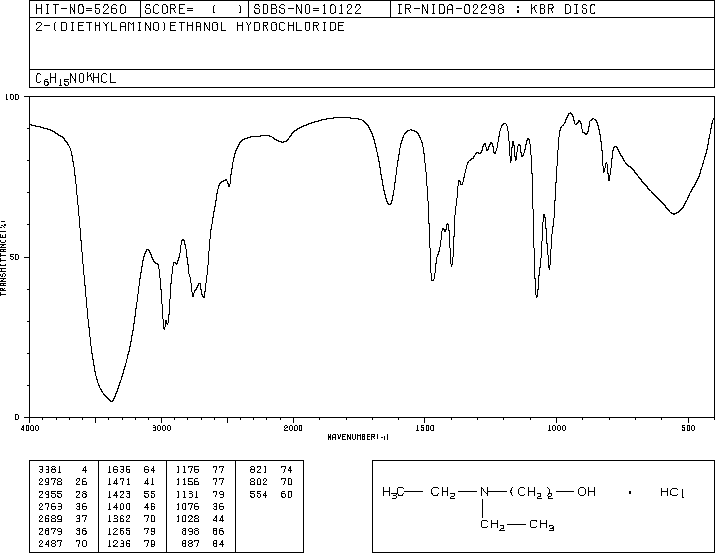 HIT-NO=5260 SCORE= ( ) SDBS-NO=10122 IR-NIDA-02298 : KBR DISC
2-(DIETHYLAMINO)ETHANOL HYDROCHLORIDE
C6H15NO*HCL
100
50
0
TRANSMITTANCE(%)
4000 3000 2000 1500 1000 500
WAVENUMBER(-1)
3381 4 1636 64 1176 77 821 74
2978 26 1471 41 1156 77 802 70
2955 28 1423 55 1131 79 554 60
2763 36 1400 46 1076 36
2689 37 1362 70 1028 44
2679 36 1265 79 898 86
2487 70 1236 79 887 84
H3C CH2 N (CH2)2 OH · HCl
CH2 CH3